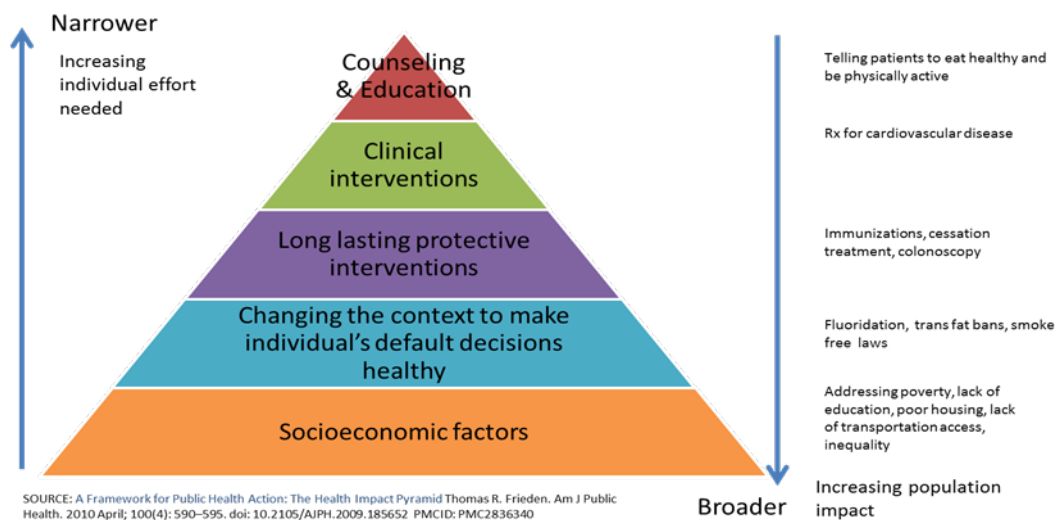 Narrower
Increasing
individual effort
needed
Counseling
& Education
Clinical
interventions
Long lasting protective
interventions
Changing the context to make
individual's default decisions
healthy
Socioeconomic factors
Telling patients to eat healthy and
be physically active
Rx for cardiovascular disease
Immunizations, cessation
treatment, colonoscopy
Fluoridation, trans fat bans, smoke
free laws
Addressing poverty, lack of
education, poor housing, lack
of transportation access,
inequality
Broader
Increasing population
impact
SOURCE: A Framework for Public Health Action: The Health Impact Pyramid Thomas R. Frieden. Am J Public
Health. 2010 April; 100(4): 590–595. doi: 10.2105/AJPH.2009.185652 PMCID: PMC2836340